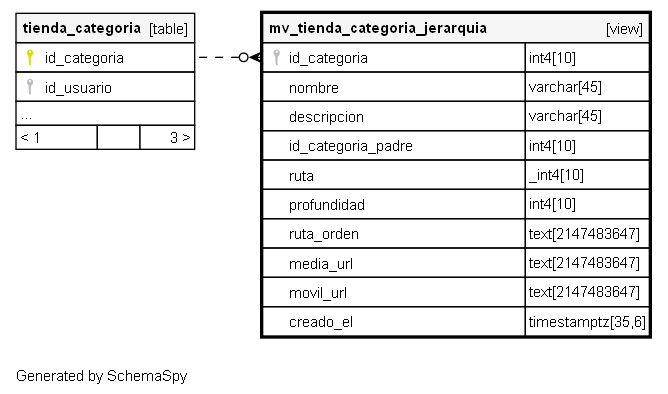 tienda_categoria [table]
id_categoria
id_usuario
...
< 1 3 >
mv_tienda_categoria_jerarquia [view]
id_categoria int4[10]
nombre varchar[45]
descripcion varchar[45]
id_categoria_padre int4[10]
ruta _int4[10]
profundidad int4[10]
ruta_orden text[2147483647]
media_url text[2147483647]
movil_url text[2147483647]
creado_el timestamptz[35,6]
Generated by SchemaSpy